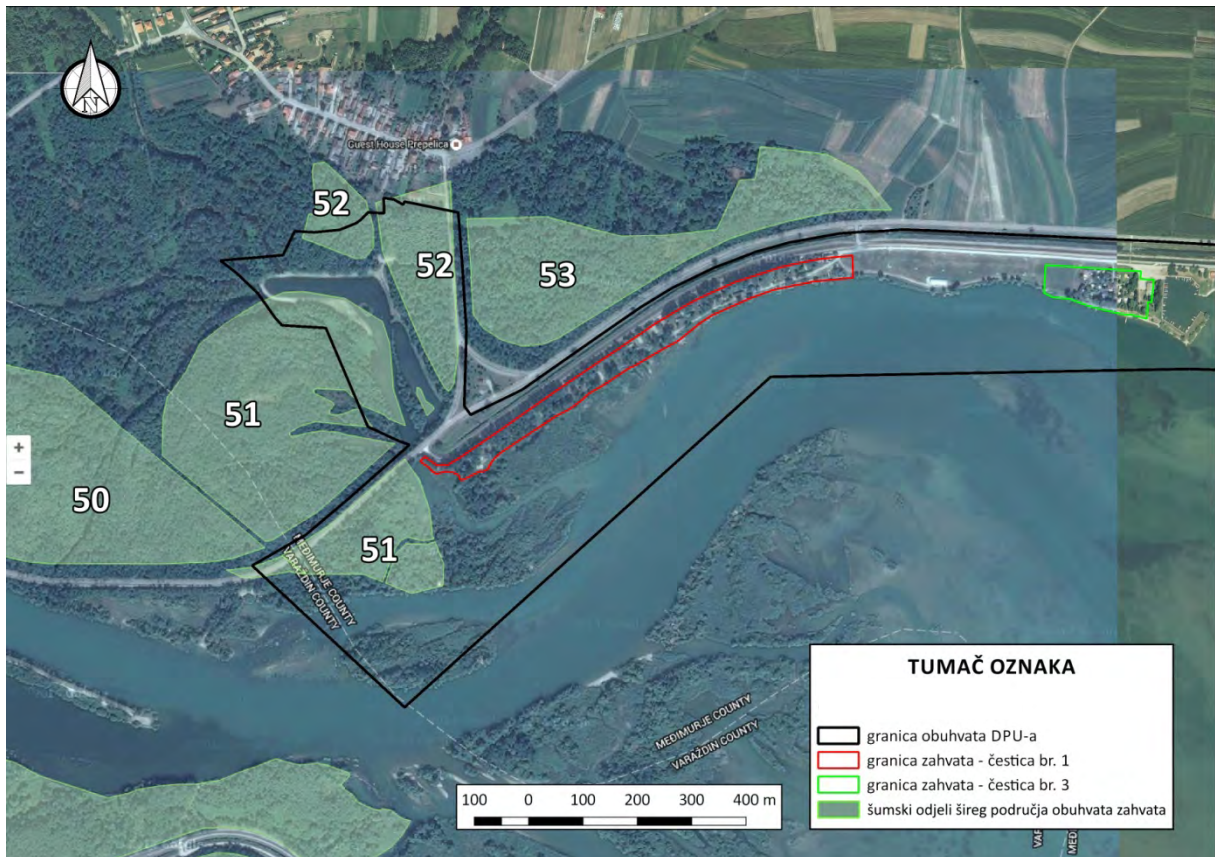 N
Guest House Prepelica
52
52
53
51
50
51
MEĐIMURJE COUNTY
VARAŽDIN COUNTY
MEĐIMURJE COUNTY
VARAŽDIN COUNTY
+
−
TUMAČ OZNAKA
granica obuhvata DPU-a
granica zahvata - čestica br. 1
granica zahvata - čestica br. 3
šumski odjeli šireg područja obuhvata zahvata
100 0 100 200 300 400 m